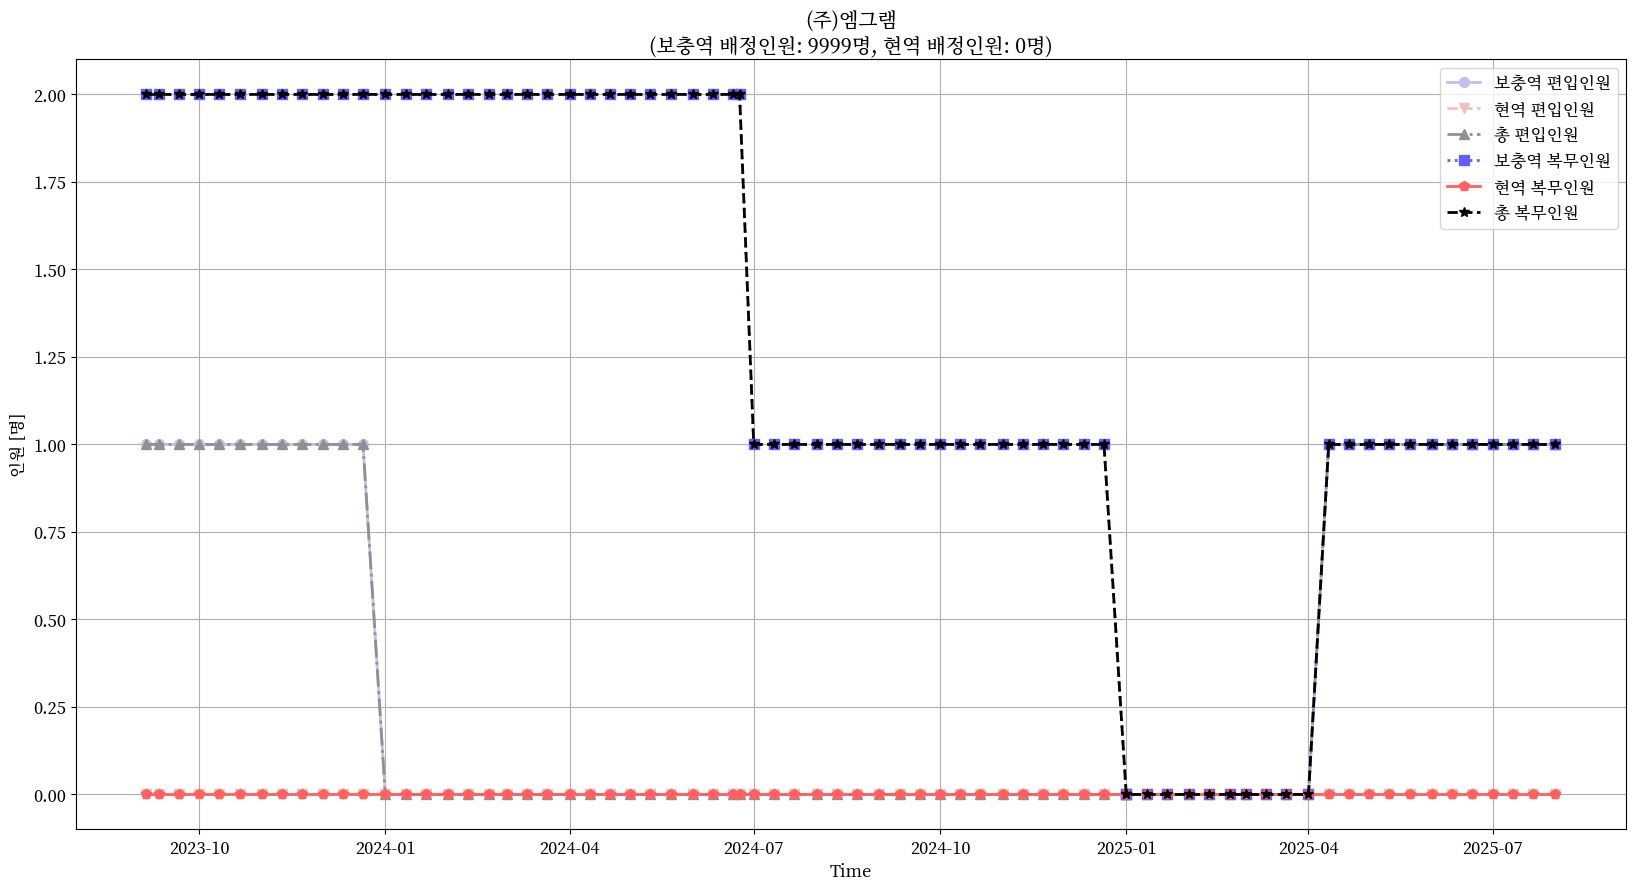 (주)엠그램
(보충역 배정인원: 9999명, 현역 배정인원: 0명)
보충역 편입인원
현역 편입인원
총 편입인원
보충역 복무인원
현역 복무인원
총 복무인원
인원 [명]
2.00
1.75
1.50
1.25
1.00
0.75
0.50
0.25
0.00
2023-10
2024-01
2024-04
2024-07
2024-10
2025-01
2025-04
2025-07
Time